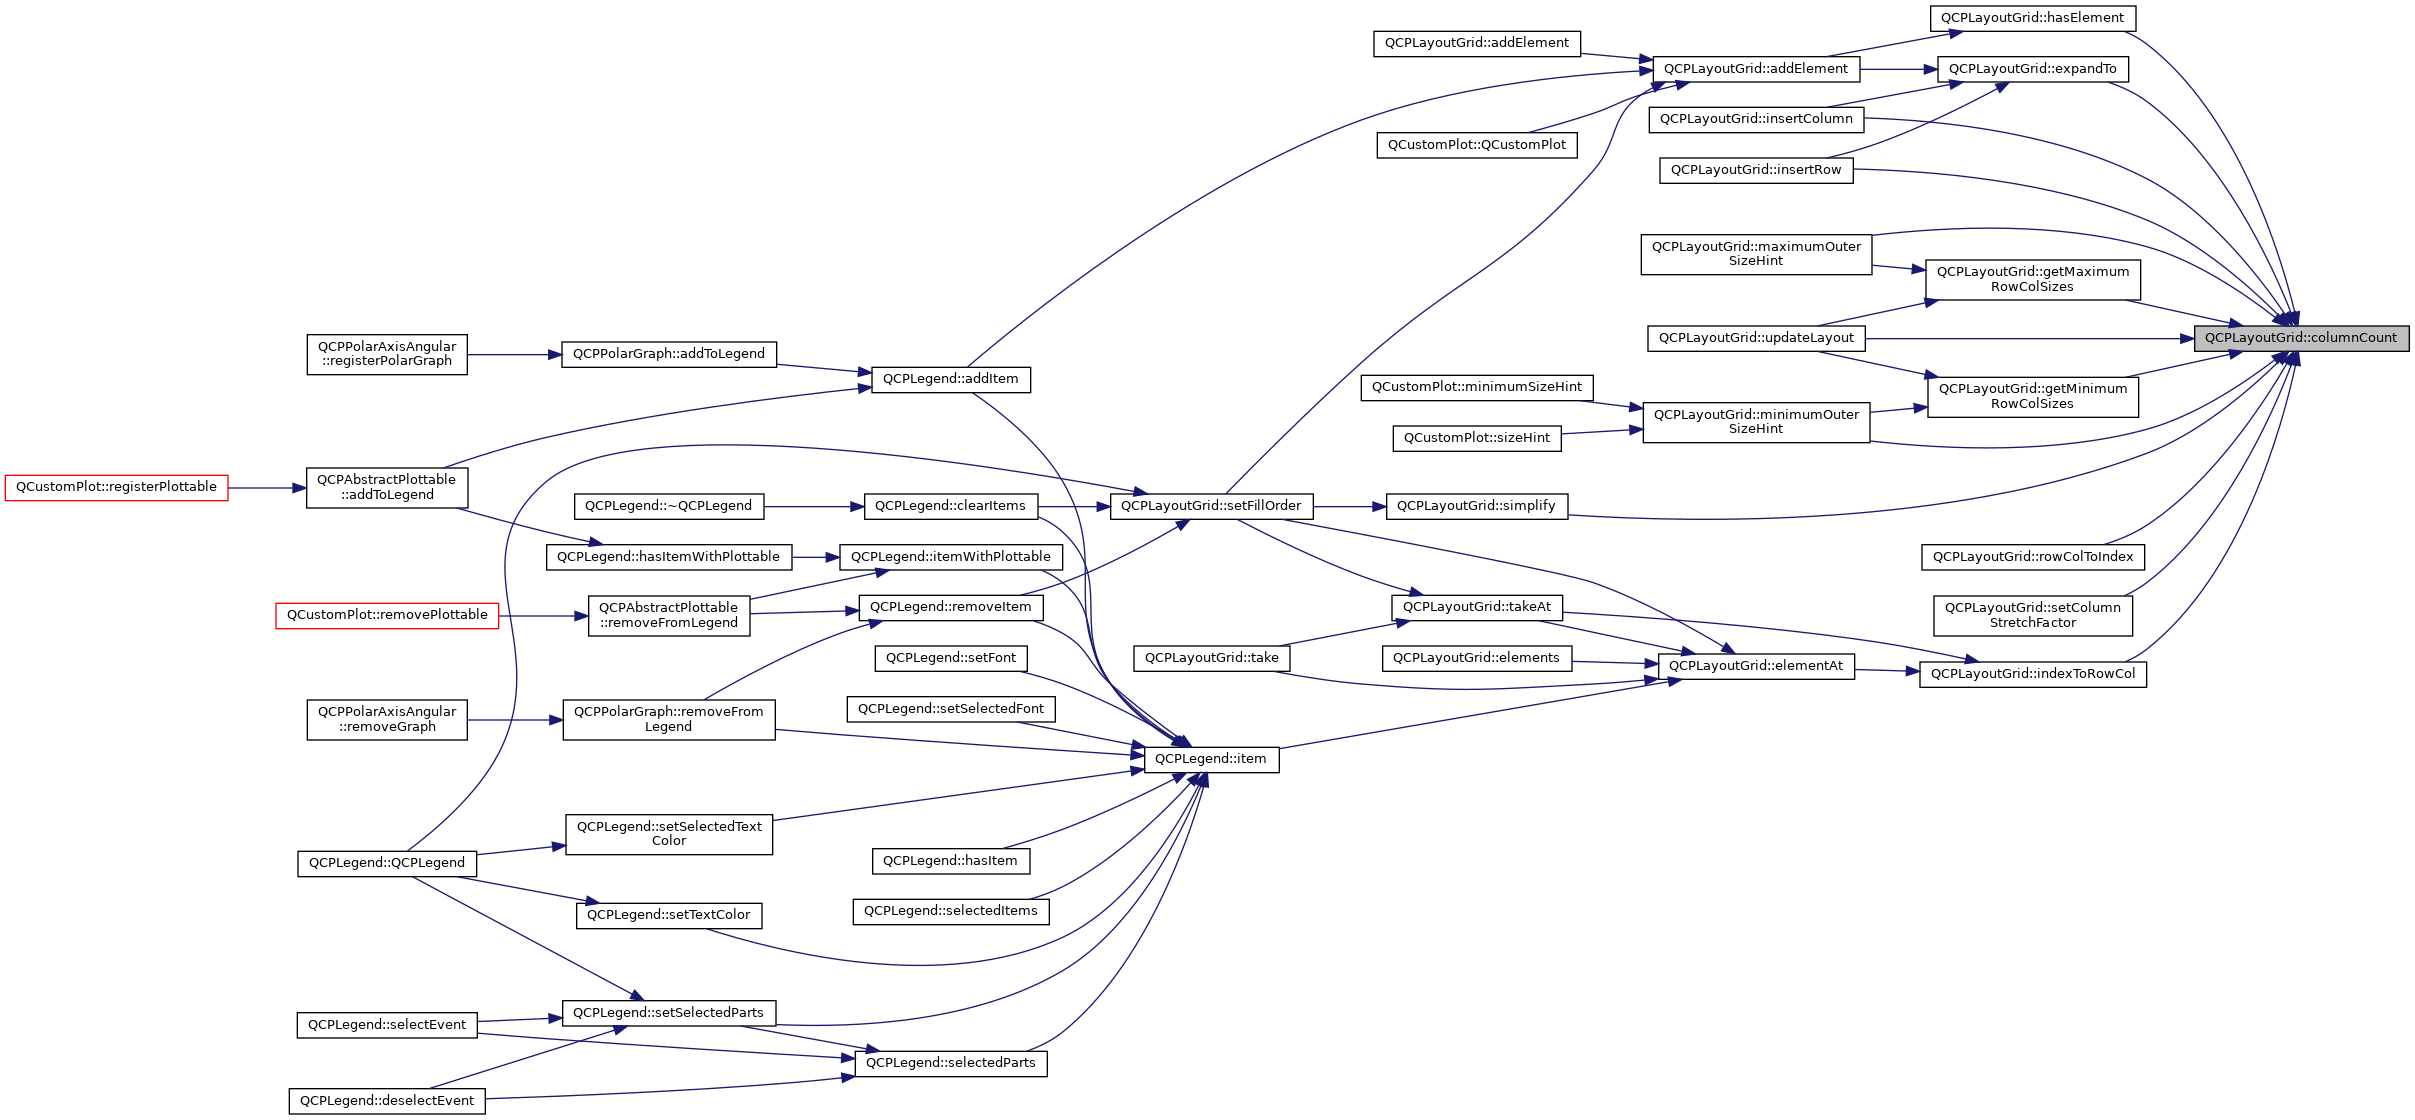 QCPLayoutGrid::hasElement
QCPLayoutGrid::addElement
QCPLayoutGrid::addElement
QCPLayoutGrid::expandTo
QCPLayoutGrid::insertColumn
QCustomPlot::QCustomPlot
QCPLayoutGrid::insertRow
QCPLayoutGrid::maximumOuter
SizeHint
QCPLayoutGrid::getMaximum
RowColSizes
QCPLayoutGrid::updateLayout
QCPLayoutGrid::columnCount
QCPPolarAxisAngular
::registerPolarGraph
QCPPolarGraph::addToLegend
QCPLegend::addItem
QCustomPlot::minimumSizeHint
QCPLayoutGrid::getMinimum
RowColSizes
QCPLayoutGrid::minimumOuter
SizeHint
QCustomPlot::sizeHint
QCustomPlot::registerPlottable
QCPAbstractPlottable
::addToLegend
QCPLegend::~QCPLegend
QCPLegend::clearItems
QCPLayoutGrid::setFillOrder
QCPLayoutGrid::simplify
QCPLegend::hasItemWithPlottable
QCPLegend::itemWithPlottable
QCPLayoutGrid::rowColToIndex
QCustomPlot::removePlottable
QCPAbstractPlottable
::removeFromLegend
QCPLegend::removeItem
QCPLayoutGrid::takeAt
QCPLayoutGrid::setColumn
StretchFactor
QCPLegend::setFont
QCPLayoutGrid::take
QCPLayoutGrid::elements
QCPLayoutGrid::elementAt
QCPLayoutGrid::indexToRowCol
QCPPolarAxisAngular
::removeGraph
QCPPolarGraph::removeFrom
Legend
QCPLegend::setSelectedFont
QCPLegend::item
QCPLegend::setSelectedText
Color
QCPLegend::QCPLegend
QCPLegend::hasItem
QCPLegend::setTextColor
QCPLegend::selectedItems
QCPLegend::setSelectedParts
QCPLegend::selectEvent
QCPLegend::selectedParts
QCPLegend::deselectEvent